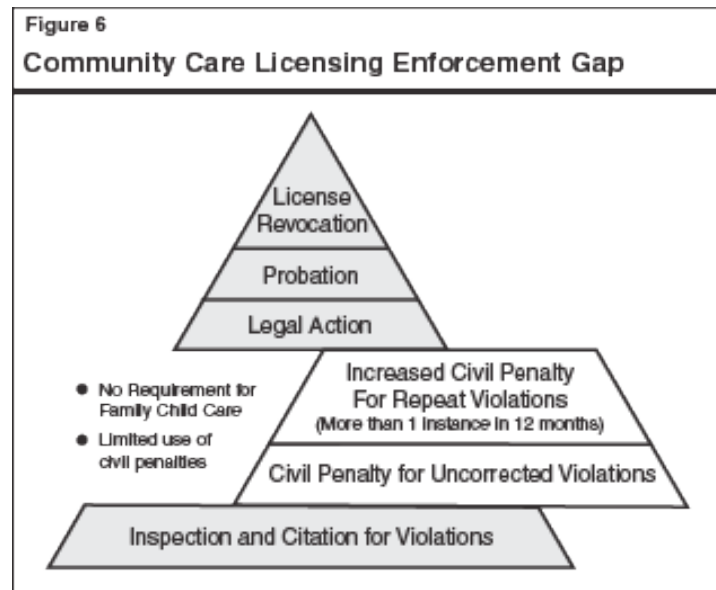 Figure 6
Community Care Licensing Enforcement Gap
License
Revocation
Probation
Legal Action
● No Requirement for
Family Child Care
● Limited use of
civil penalties
Increased Civil Penalty
For Repeat Violations
(More than 1 Instance in 12 months)
Civil Penalty for Uncorrected Violations
Inspection and Citation for Violations